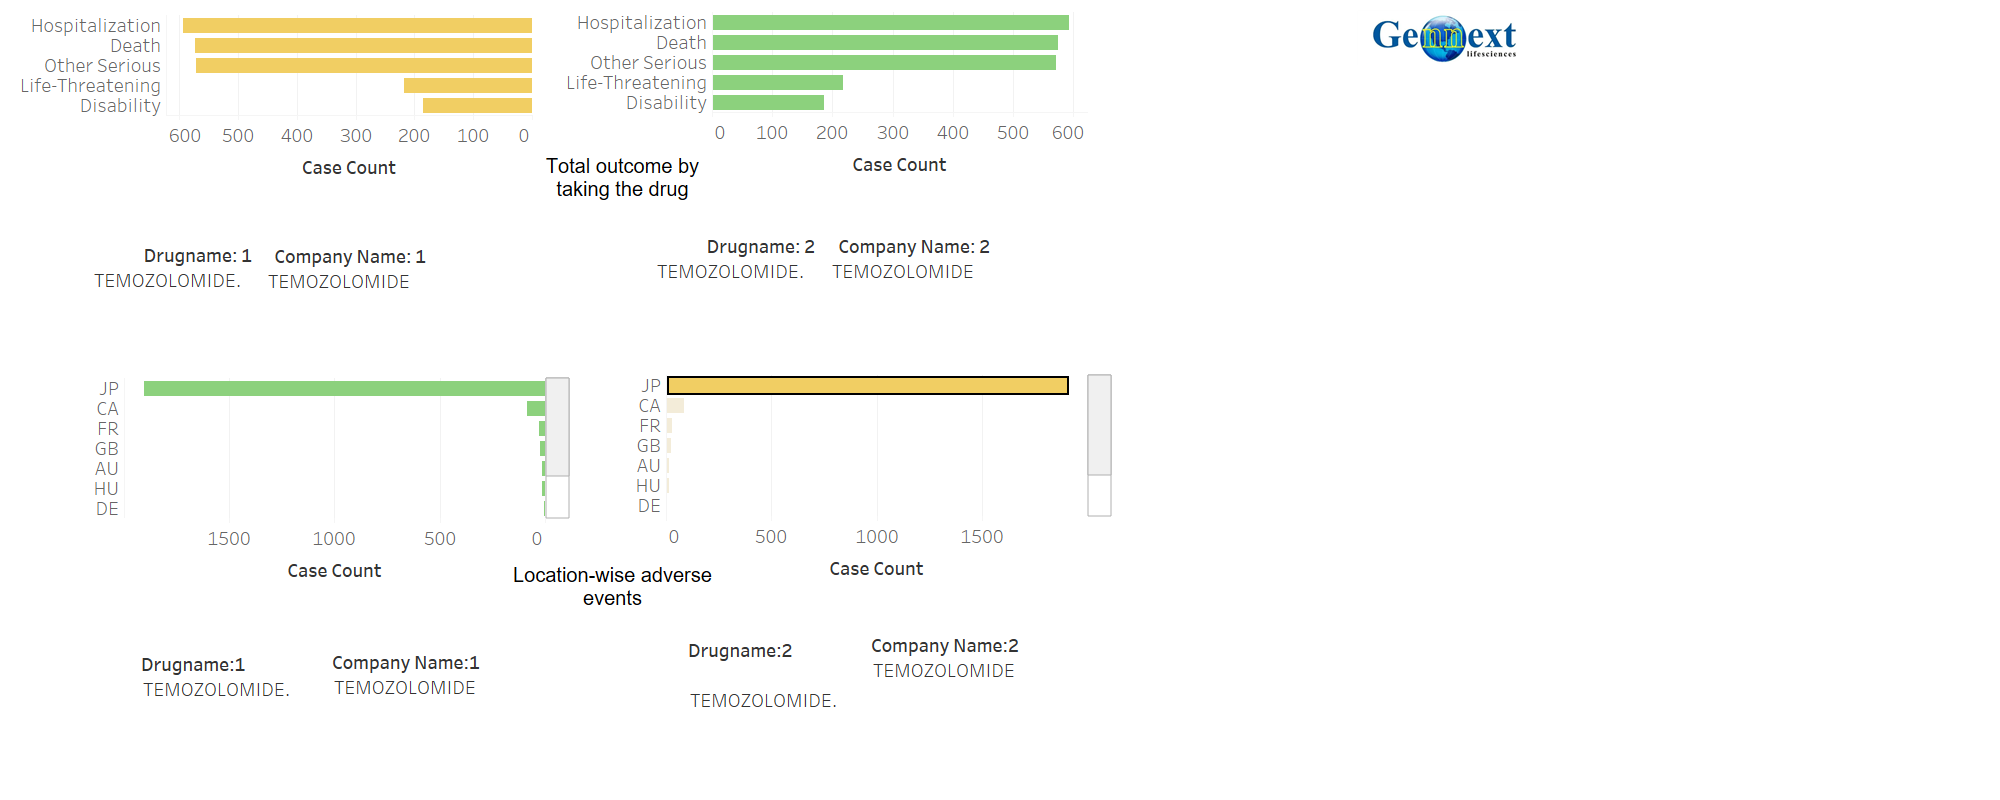 Hospitalization
Death
Other Serious
Life-Threatening
Disability
600 500 400 300 200 100 0
Case Count
Hospitalization
Death
Other Serious
Life-Threatening
Disability
0 100 200 300 400 500 600
Case Count
Gennext
lifesciences
Total outcome by
taking the drug
Drugname: 1 Company Name: 1
TEMOZOLOMIDE. TEMOZOLOMIDE
Drugname: 2 Company Name: 2
TEMOZOLOMIDE. TEMOZOLOMIDE
JP
CA
FR
GB
AU
HU
DE
1500 1000 500 0
Case Count
JP
CA
FR
GB
AU
HU
DE
0 500 1000 1500
Case Count
Location-wise adverse
events
Drugname:1 Company Name:1
TEMOZOLOMIDE. TEMOZOLOMIDE
Drugname:2 Company Name:2
TEMOZOLOMIDE
TEMOZOLOMIDE.